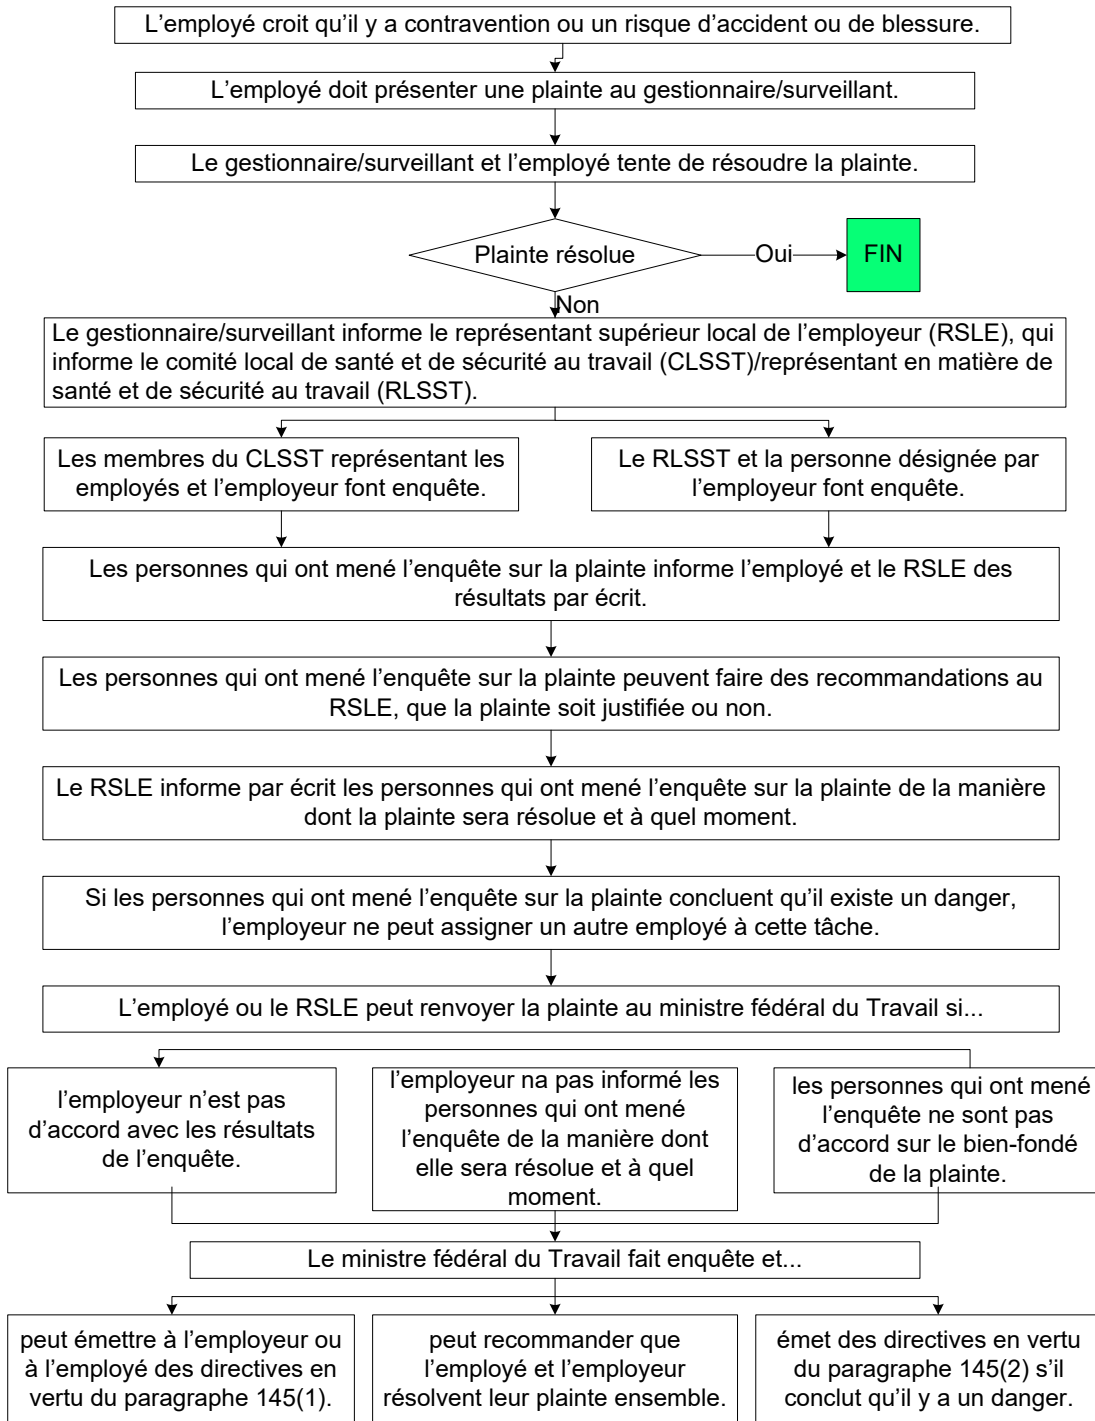 L'employé croit qu'il y a contravention ou un risque d'accident ou de blessure.
L'employé doit présenter une plainte au gestionnaire/surveillant.
Le gestionnaire/surveillant et l'employé tente de résoudre la plainte.
Plainte résolue
Oui
FIN
Non
Le gestionnaire/surveillant informe le représentant supérieur local de l'employeur (RSLE), qui
informe le comité local de santé et de sécurité au travail (CLSST)/représentant en matière de
santé et de sécurité au travail (RLSST).
Les membres du CLSST représentant les
employés et l'employeur font enquête.
Le RLSST et la personne désignée par
l'employeur font enquête.
Les personnes qui ont mené l'enquête sur la plainte informe l'employé et le RSLE des
résultats par écrit.
Les personnes qui ont mené l'enquête sur la plainte peuvent faire des recommandations au
RSLE, que la plainte soit justifiée ou non.
Le RSLE informe par écrit les personnes qui ont mené l'enquête sur la plainte de la manière
dont la plainte sera résolue et à quel moment.
Si les personnes qui ont mené l'enquête sur la plainte concluent qu'il existe un danger,
l'employeur ne peut assigner un autre employé à cette tâche.
L'employé ou le RSLE peut renvoyer la plainte au ministre fédéral du Travail si...
l'employeur n'est pas
d'accord avec les résultats
de l'enquête.
l'employeur na pas informé les
personnes qui ont mené
l'enquête de la manière dont
elle sera résolue et à quel
moment.
les personnes qui ont mené
l'enquête ne sont pas
d'accord sur le bien-fondé
de la plainte.
Le ministre fédéral du Travail fait enquête et...
peut émettre à l'employeur ou
à l'employé des directives en
vertu du paragraphe 145(1).
peut recommander que
l'employé et l'employeur
résolvent leur plainte ensemble.
émet des directives en vertu
du paragraphe 145(2) s'il
conclut qu'il y a un danger.